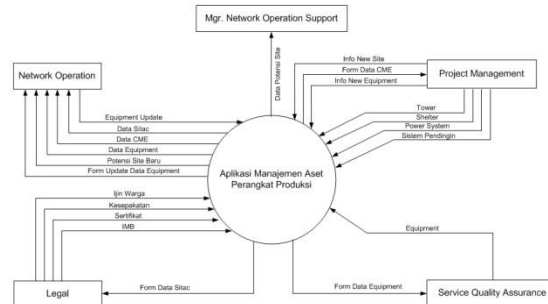 Mgr. Network Operation Support
Data Potensi Site
Network Operation
Equipment Update
Data Sitac
Data CME
Data Equipment
Potensi Site Baru
Form Update Data Equipment
Info New Site
Form Data CME
Info New Equipment
Project Management
Tower
Shelter
Power System
Sistem Pendingin
Aplikasi Manajemen Aset
Perangkat Produksi
Ijin Warga
Kesepakatan
Sertifikat
IMB
Legal
Form Data Sitac
Form Data Equipment
Equipment
Service Quality Assurance